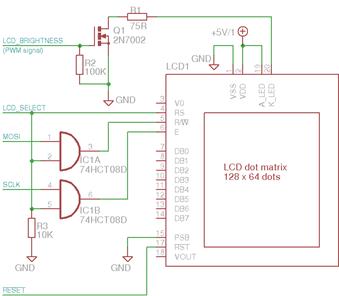 R1
75R
+5V/1
LCD_BRIGHTNESS
(PWM signal)
Q1
2N7002
GND
R2
100K
LCD1
GND
1
2
19
20
VSS
VDD
A_LED
K_LED
LCD_SELECT
3 V0
4 RS
5 R/W
6 E
MOSI
1
2
3
IC1A
74HCT08D
7 DB0
8 DB1
9 DB2
10 DB3
11 DB4
12 DB5
13 DB6
14 DB7
LCD dot matrix
128 x 64 dots
SCLK
4
5
6
IC1B
74HCT08D
R3
10K
15 PSB
17 RST
18 VOUT
GND
GND
RESET